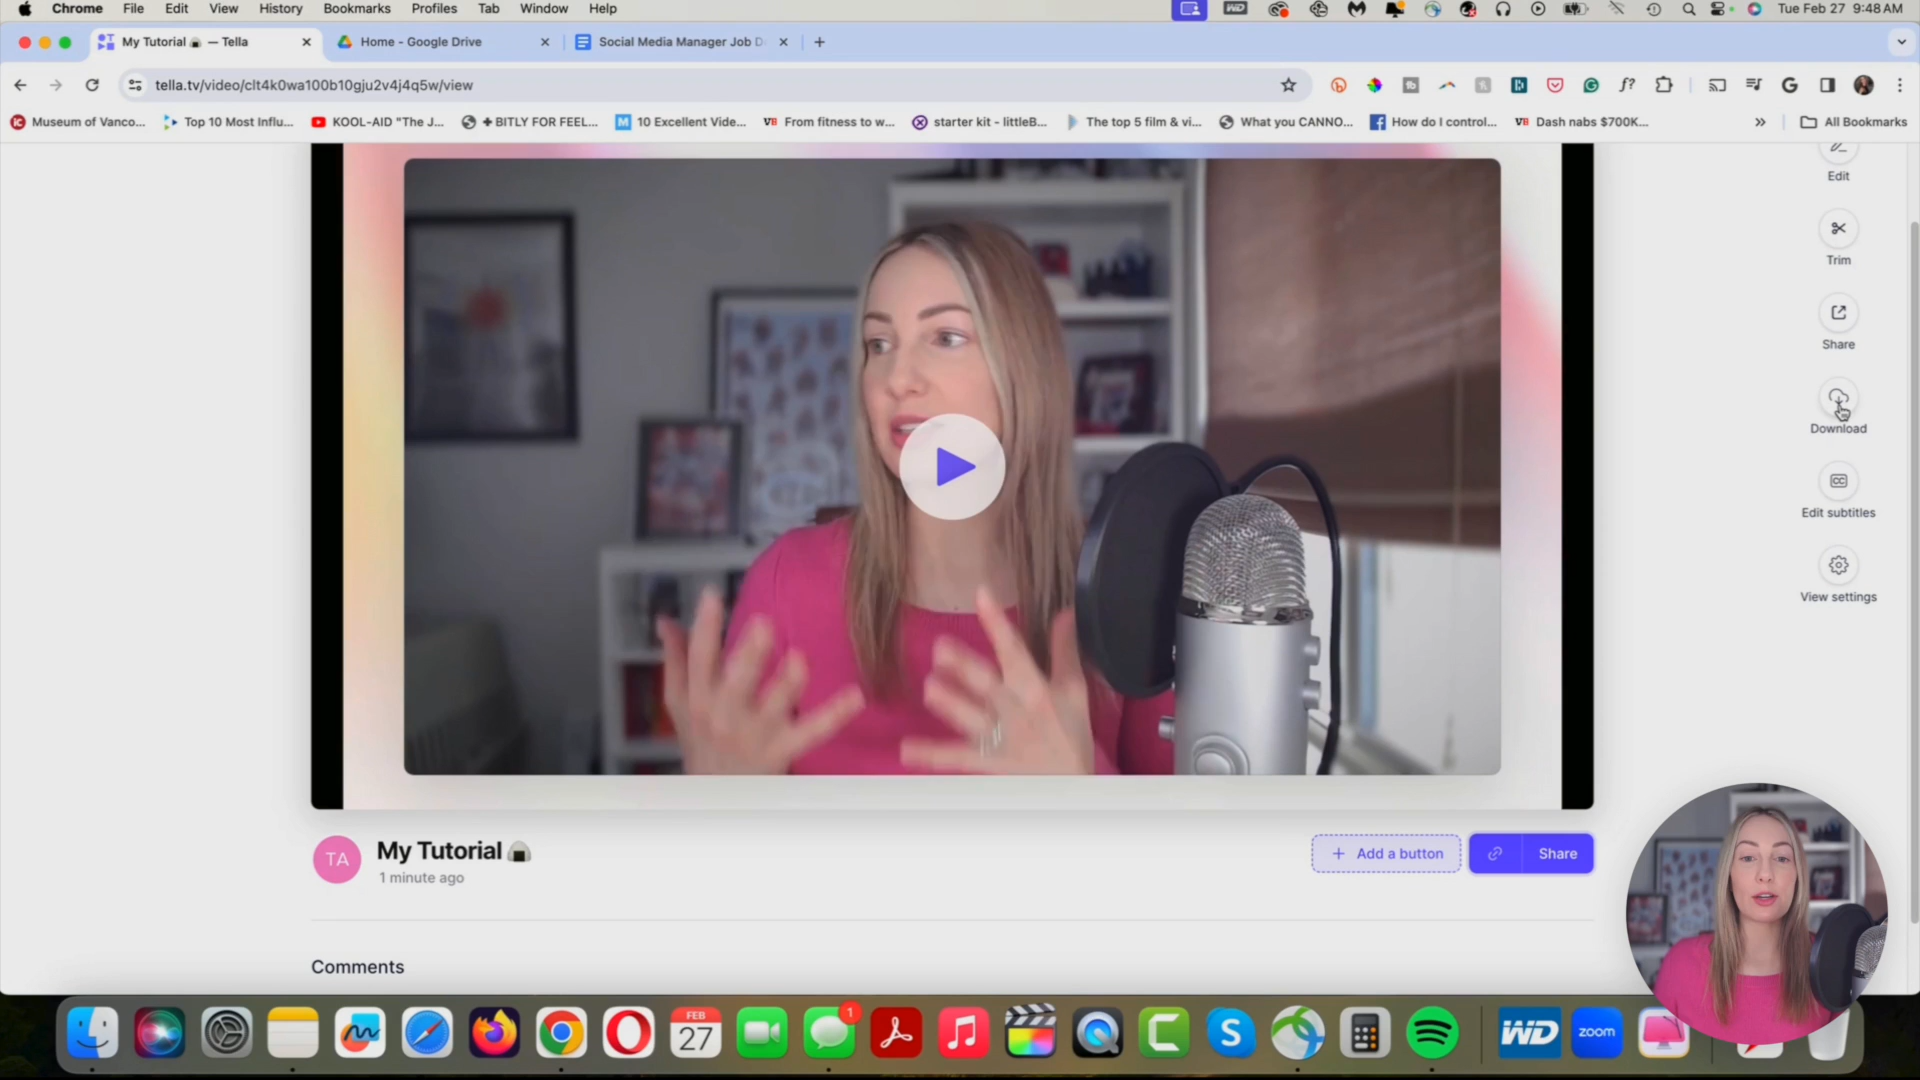 Chrome File Edit View History Bookmarks Profiles Tab Window Help WD Tue Feb 27 9:48 AM
My Tutorial 🍙 — Tella Home - Google Drive Social Media Manager Job D
tella.tv/video/clt4k0wa100b10gju2v4j4q5w/view
Museum of Vanco... Top 10 Most Influ... KOOL-AID "The J... ✦ BITLY FOR FEEL... 10 Excellent Vide... From fitness to w... starter kit - littleB... The top 5 film & vi... What you CANNO... How do I control... Dash nabs $700K... » All Bookmarks
Edit
Trim
Share
Download
Edit subtitles
View settings
TA
My Tutorial 🍙
1 minute ago
+ Add a button
Share
Comments
FEB
27
1
WD
zoom